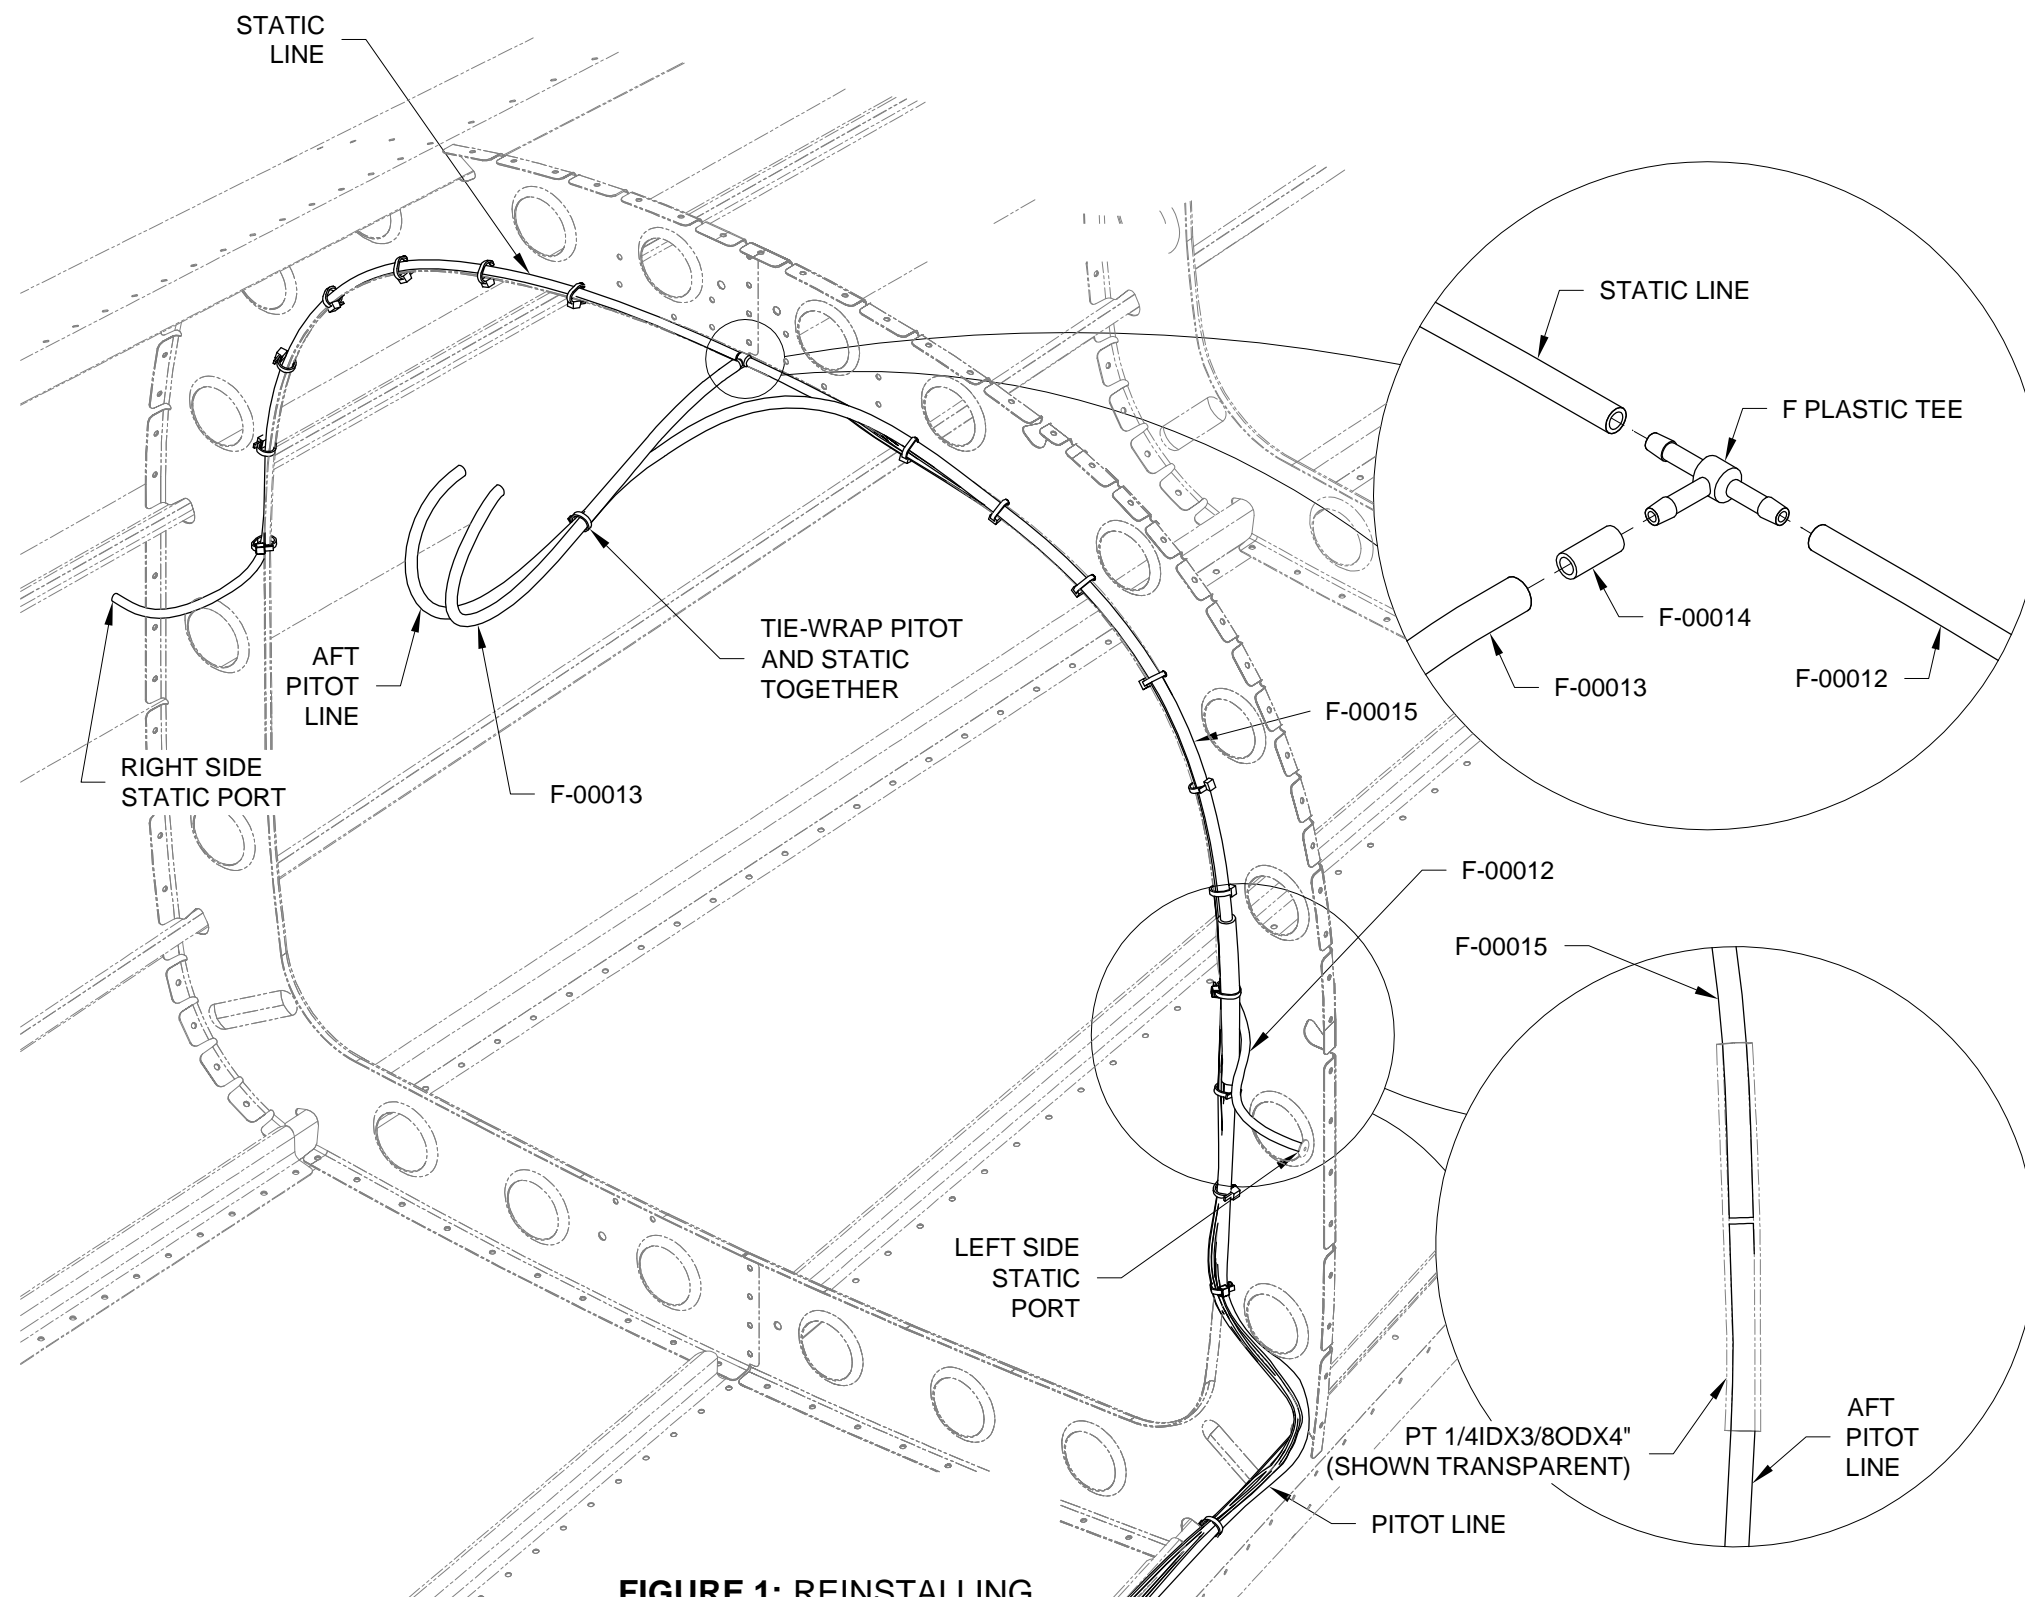 STATIC
LINE
STATIC LINE
F PLASTIC TEE
F-00014
F-00013
F-00012
TIE-WRAP PITOT
AND STATIC
TOGETHER
AFT
PITOT
LINE
F-00015
RIGHT SIDE
STATIC PORT
F-00013
F-00012
F-00015
LEFT SIDE
STATIC
PORT
PT 1/4IDX3/8ODX4"
(SHOWN TRANSPARENT)
AFT
PITOT
LINE
PITOT LINE
FIGURE 1: REINSTALLING